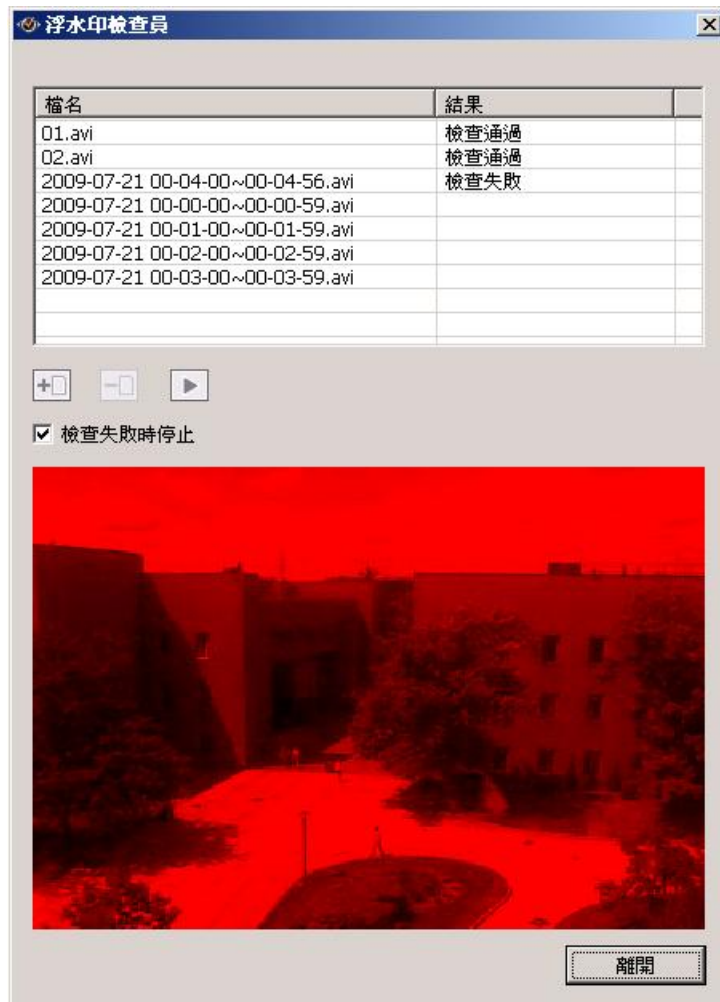 浮水印檢查員
檔名 結果
01.avi 檢查通過
02.avi 檢查通過
2009-07-21 00-04-00~00-04-56.avi 檢查失敗
2009-07-21 00-00-00~00-00-59.avi
2009-07-21 00-01-00~00-01-59.avi
2009-07-21 00-02-00~00-02-59.avi
2009-07-21 00-03-00~00-03-59.avi
檢查失敗時停止
離開